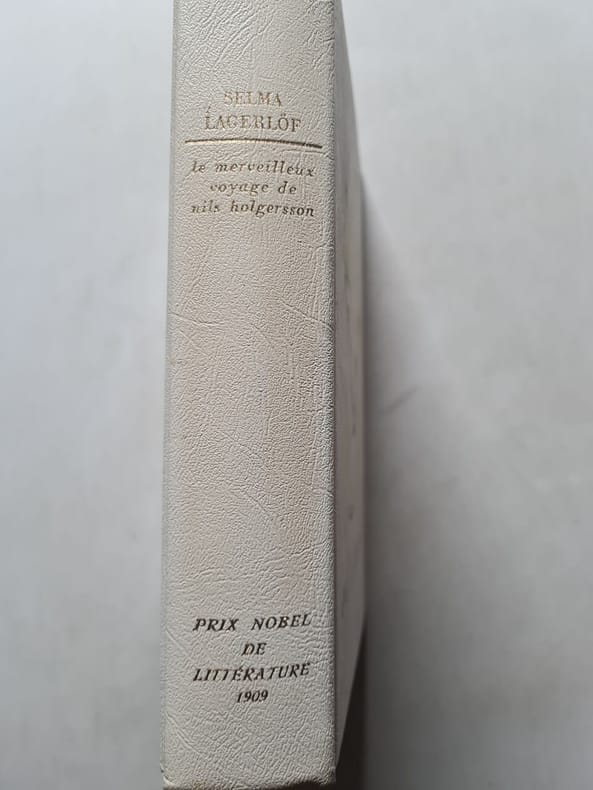 SELMA
LAGERLÖF
le merveilleux
voyage de
nils holgersson
PRIX NOBEL
DE
LITTÉRATURE
1909